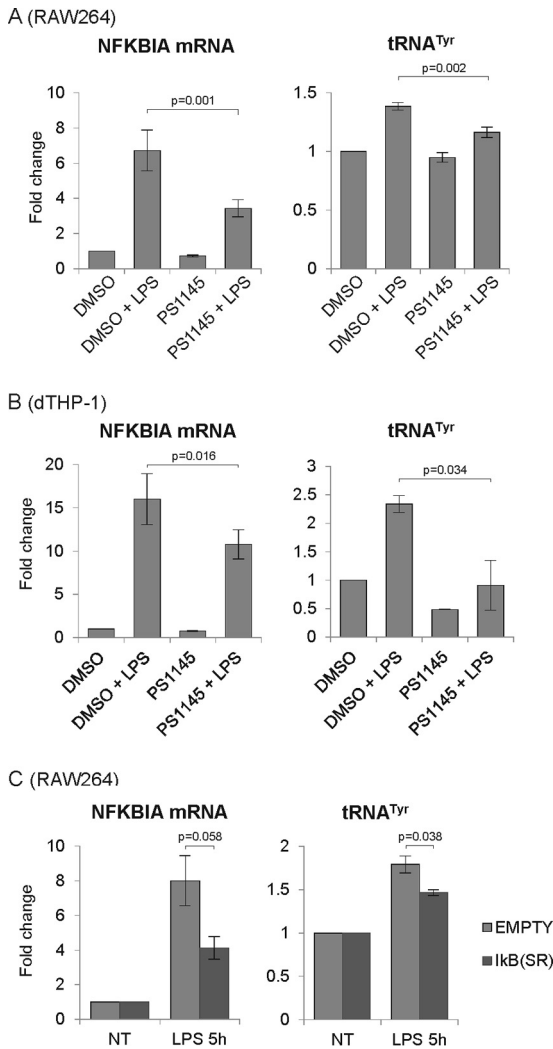 A (RAW264)
NFKBIA mRNA
tRNATyr
p=0.001
p=0.002
Fold change
10
8
6
4
2
0
1.5
1
0.5
0
DMSO
DMSO + LPS
PS1145
PS1145 + LPS
DMSO
DMSO + LPS
PS1145
PS1145 + LPS
B (dTHP-1)
NFKBIA mRNA
tRNATyr
p=0.016
p=0.034
Fold change
20
15
10
5
0
3
2.5
2
1.5
1
0.5
0
DMSO
DMSO + LPS
PS1145
PS1145 + LPS
DMSO
DMSO + LPS
PS1145
PS1145 + LPS
C (RAW264)
NFKBIA mRNA
tRNATyr
p=0.058
p=0.038
Fold change
10
8
6
4
2
0
2
1.5
1
0.5
0
NT
LPS 5h
NT
LPS 5h
EMPTY
IkB(SR)